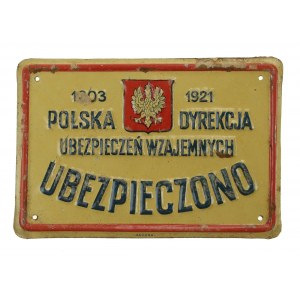 1803 1921
POLSKA DYREKCJA
UBEZPIECZEŃ WZAJEMNYCH
UBEZPIECZONO